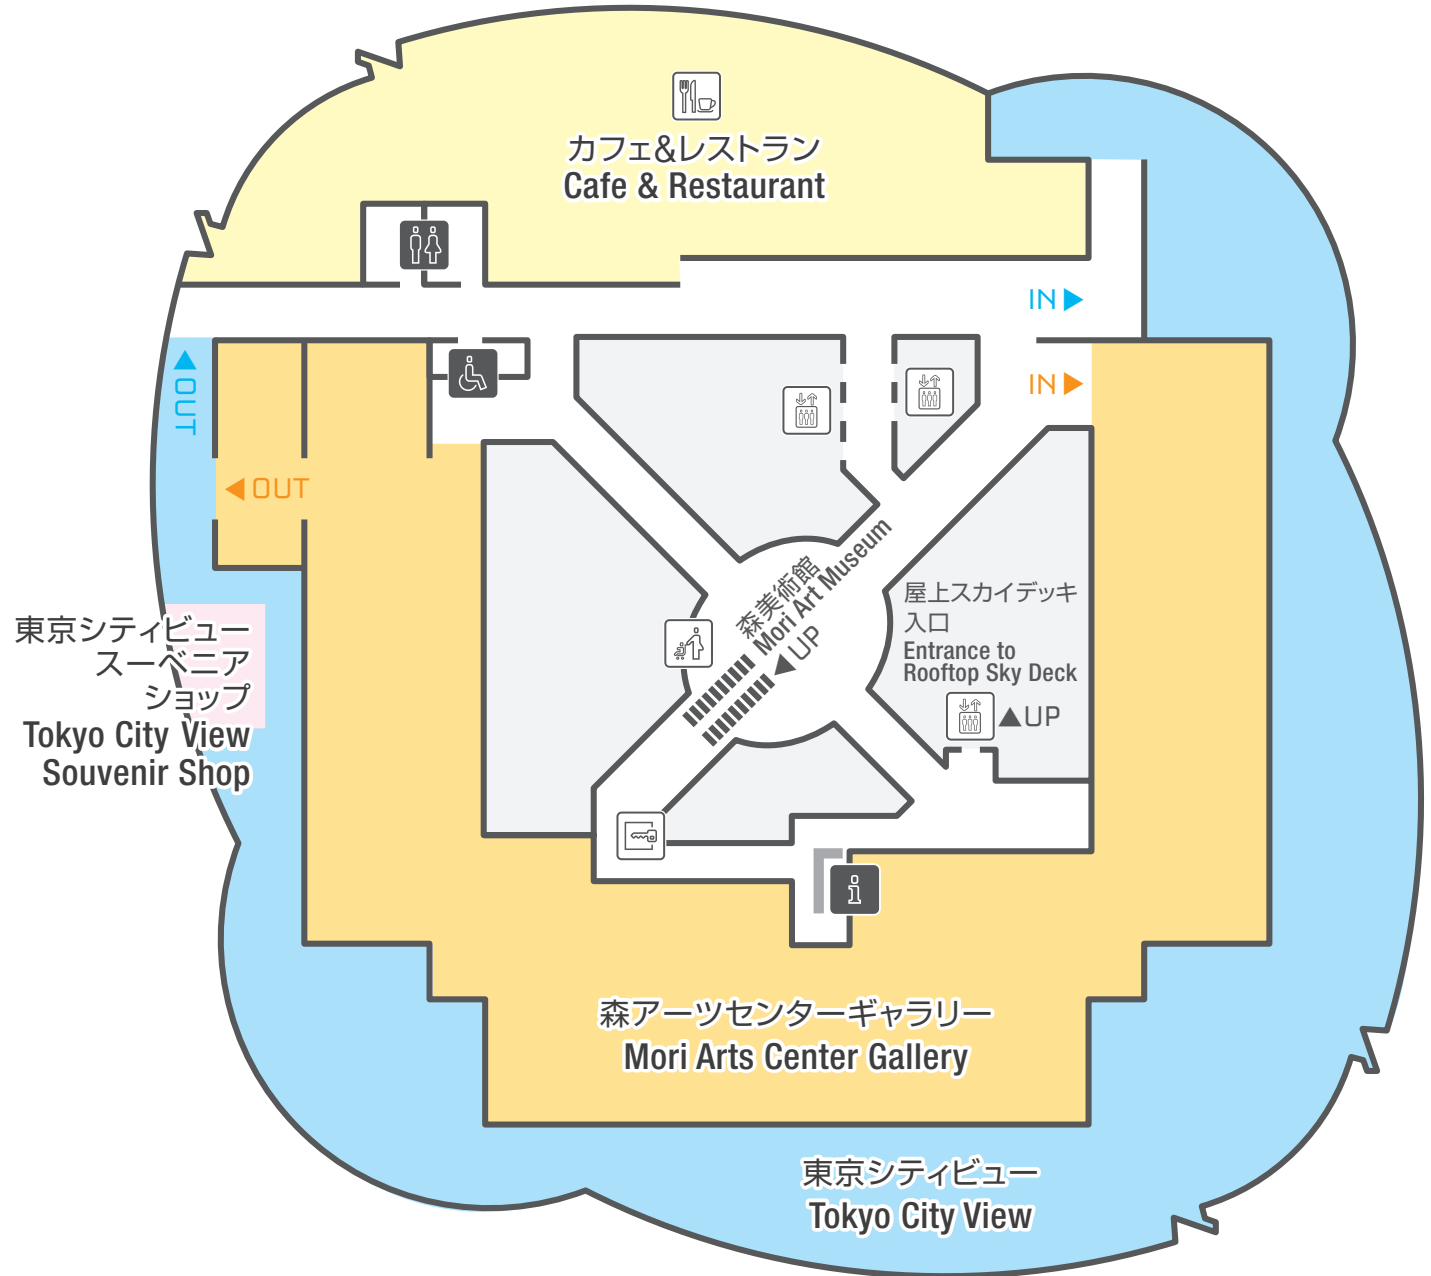 カフェ&レストラン
Cafe & Restaurant
IN
IN
OUT
OUT
森美術館
Mori Art Museum
UP
屋上スカイデッキ
入口
Entrance to
Rooftop Sky Deck
UP
東京シティビュー
スーベニア
ショップ
Tokyo City View
Souvenir Shop
i
森アーツセンターギャラリー
Mori Arts Center Gallery
東京シティビュー
Tokyo City View